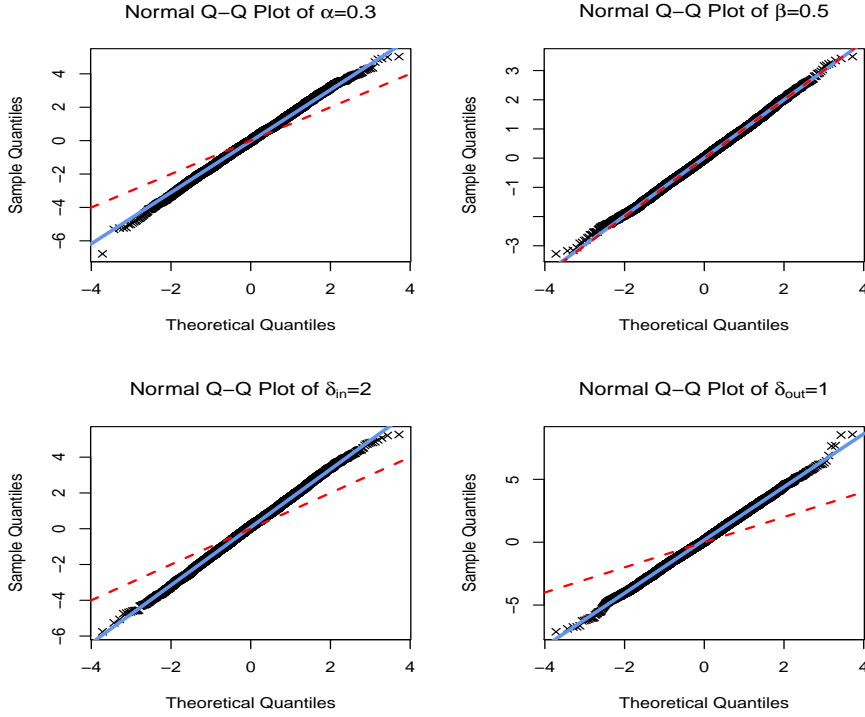 Normal Q−Q Plot of α=0.3
Sample Quantiles
4
2
0
−2
−4
−6
−4 −2 0 2 4
Theoretical Quantiles
Normal Q−Q Plot of β=0.5
Sample Quantiles
3
2
1
0
−1
−3
−4 −2 0 2 4
Theoretical Quantiles
Normal Q−Q Plot of δin=2
Sample Quantiles
4
2
0
−2
−4
−6
−4 −2 0 2 4
Theoretical Quantiles
Normal Q−Q Plot of δout=1
Sample Quantiles
5
0
−5
−4 −2 0 2 4
Theoretical Quantiles